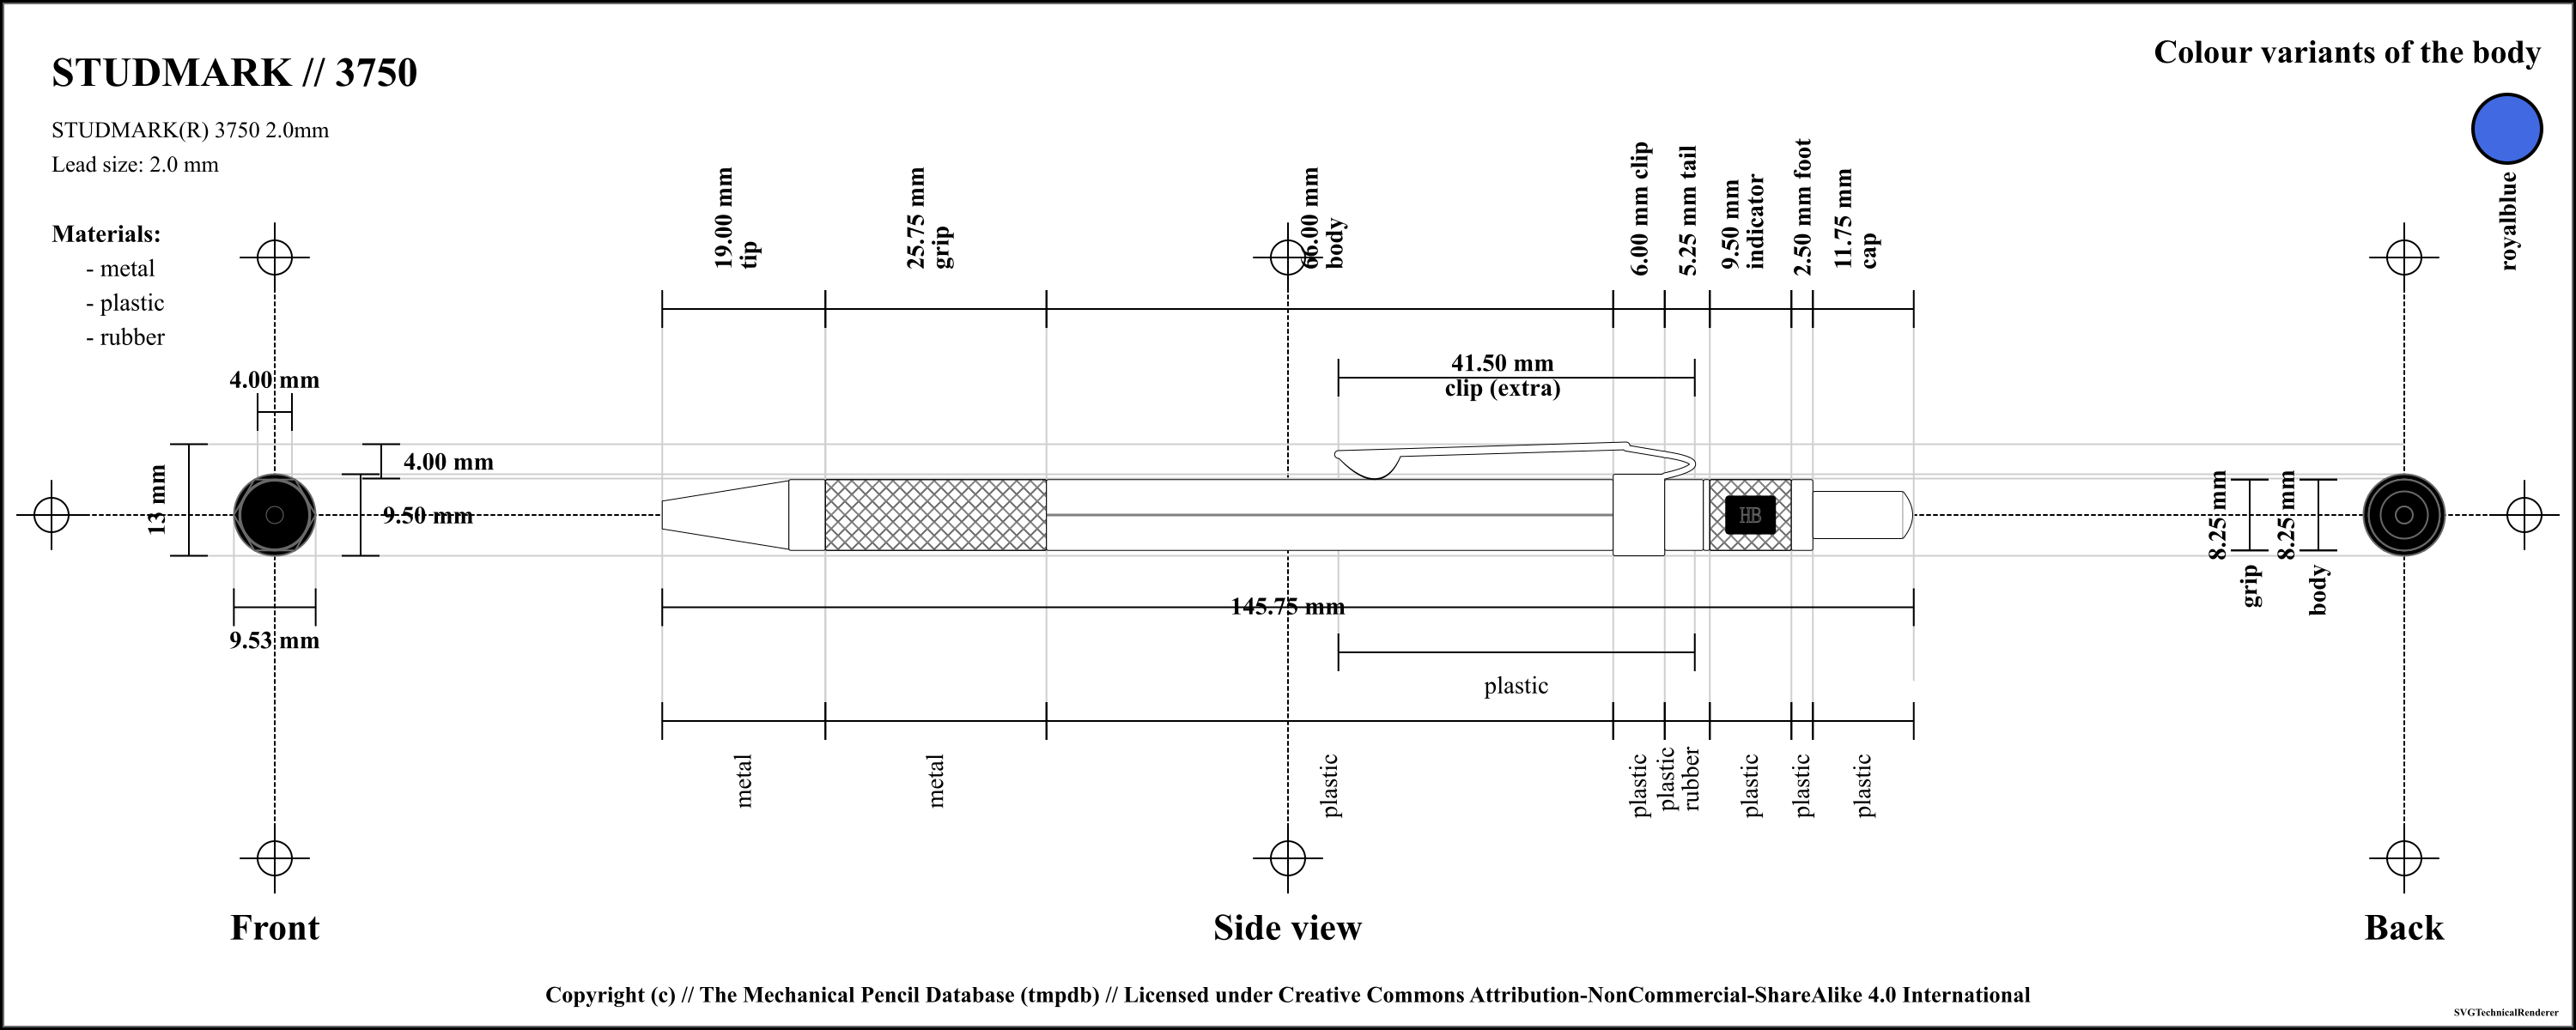 STUDMARK // 3750
Colour variants of the body
STUDMARK(R) 3750 2.0mm
Lead size: 2.0 mm
royalblue
Materials:
- metal
- plastic
- rubber
19.00 mm
tip
25.75 mm
grip
66.00 mm
body
6.00 mm clip
5.25 mm tail
9.50 mm
indicator
2.50 mm foot
11.75 mm
cap
41.50 mm
clip (extra)
4.00 mm
4.00 mm
13 mm
9.50 mm
9.53 mm
HB
8.25 mm
grip
8.25 mm
body
145.75 mm
plastic
metal
metal
plastic
plastic
plastic
rubber
plastic
plastic
plastic
Front
Side view
Back
Copyright (c) // The Mechanical Pencil Database (tmpdb) // Licensed under Creative Commons Attribution-NonCommercial-ShareAlike 4.0 International
SVGTechnicalRenderer